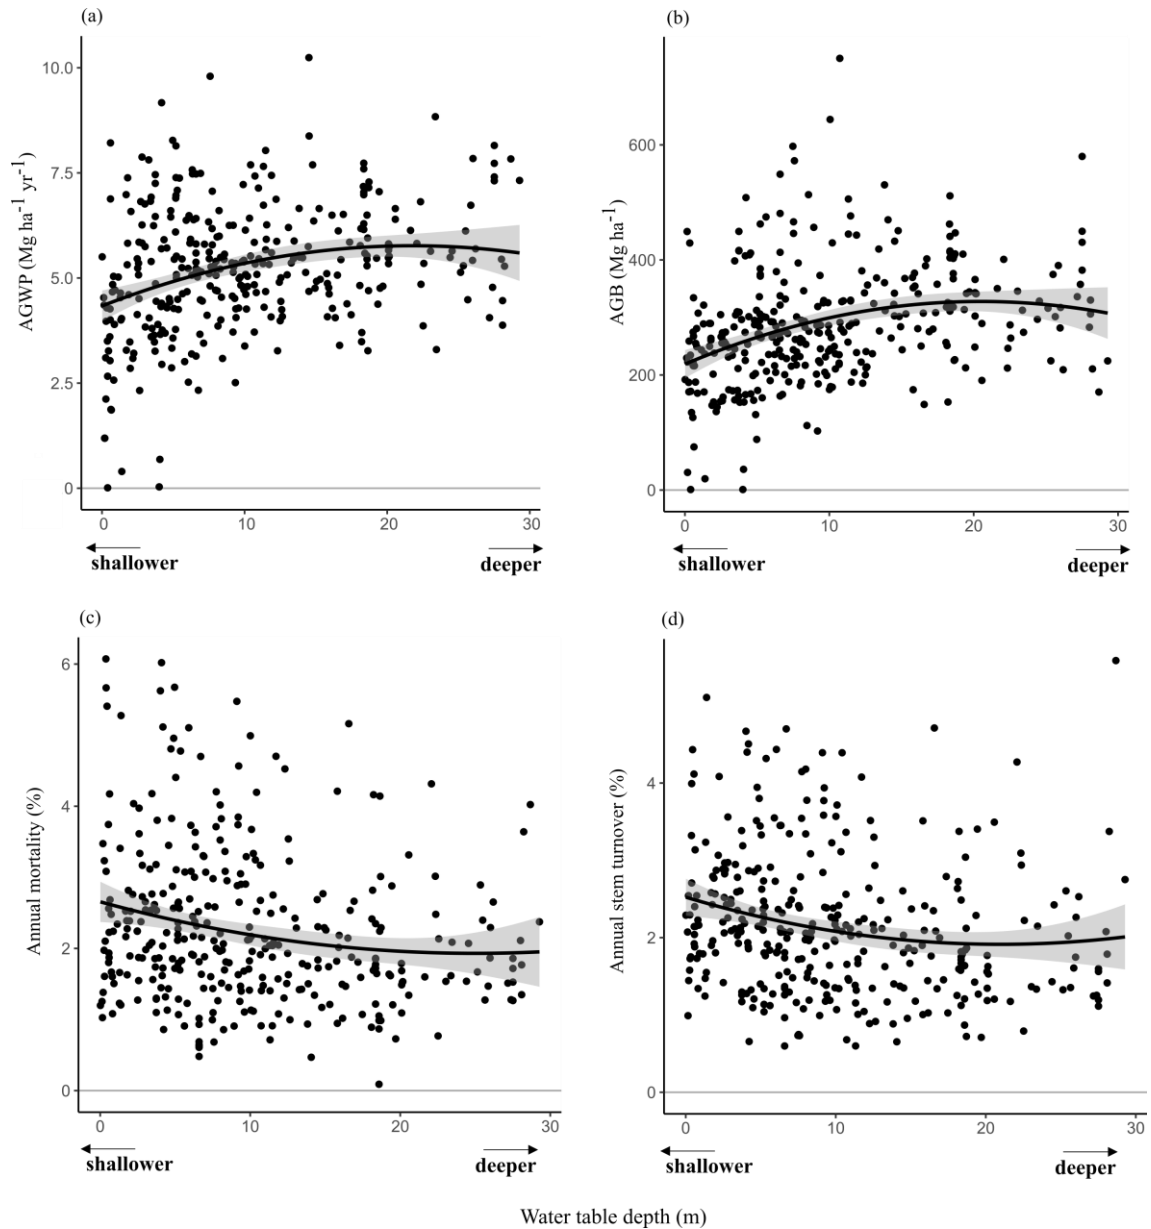 (a)
AGWP (Mg ha⁻¹ yr⁻¹)
10.0
7.5
5.0
2.5
0
0 10 20 30
shallower deeper
(b)
AGB (Mg ha⁻¹)
600
400
200
0
0 10 20 30
shallower deeper
(c)
Annual mortality (%)
6
4
2
0
0 10 20 30
shallower deeper
(d)
Annual stem turnover (%)
4
2
0
0 10 20 30
shallower deeper
Water table depth (m)